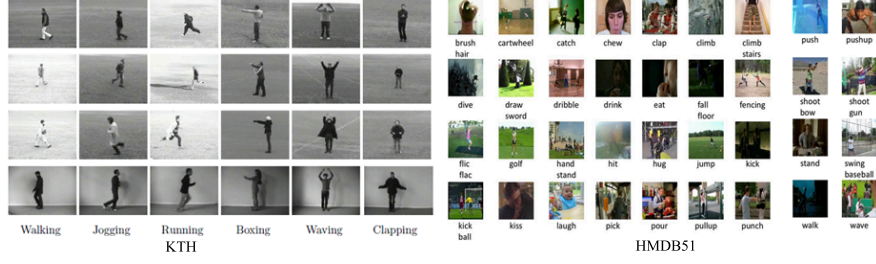 brush hair
cartwheel
catch
chew
clap
climb
climb stairs
push
pushup
dive
draw sword
dribble
drink
eat
fall floor
fencing
shoot bow
shoot gun
flic flac
golf
hand stand
hit
hug
jump
kick
stand
swing baseball
kick ball
kiss
laugh
pick
pour
pullup
punch
walk
wave
Walking
Jogging
Running
Boxing
Waving
Clapping
KTH
HMDB51